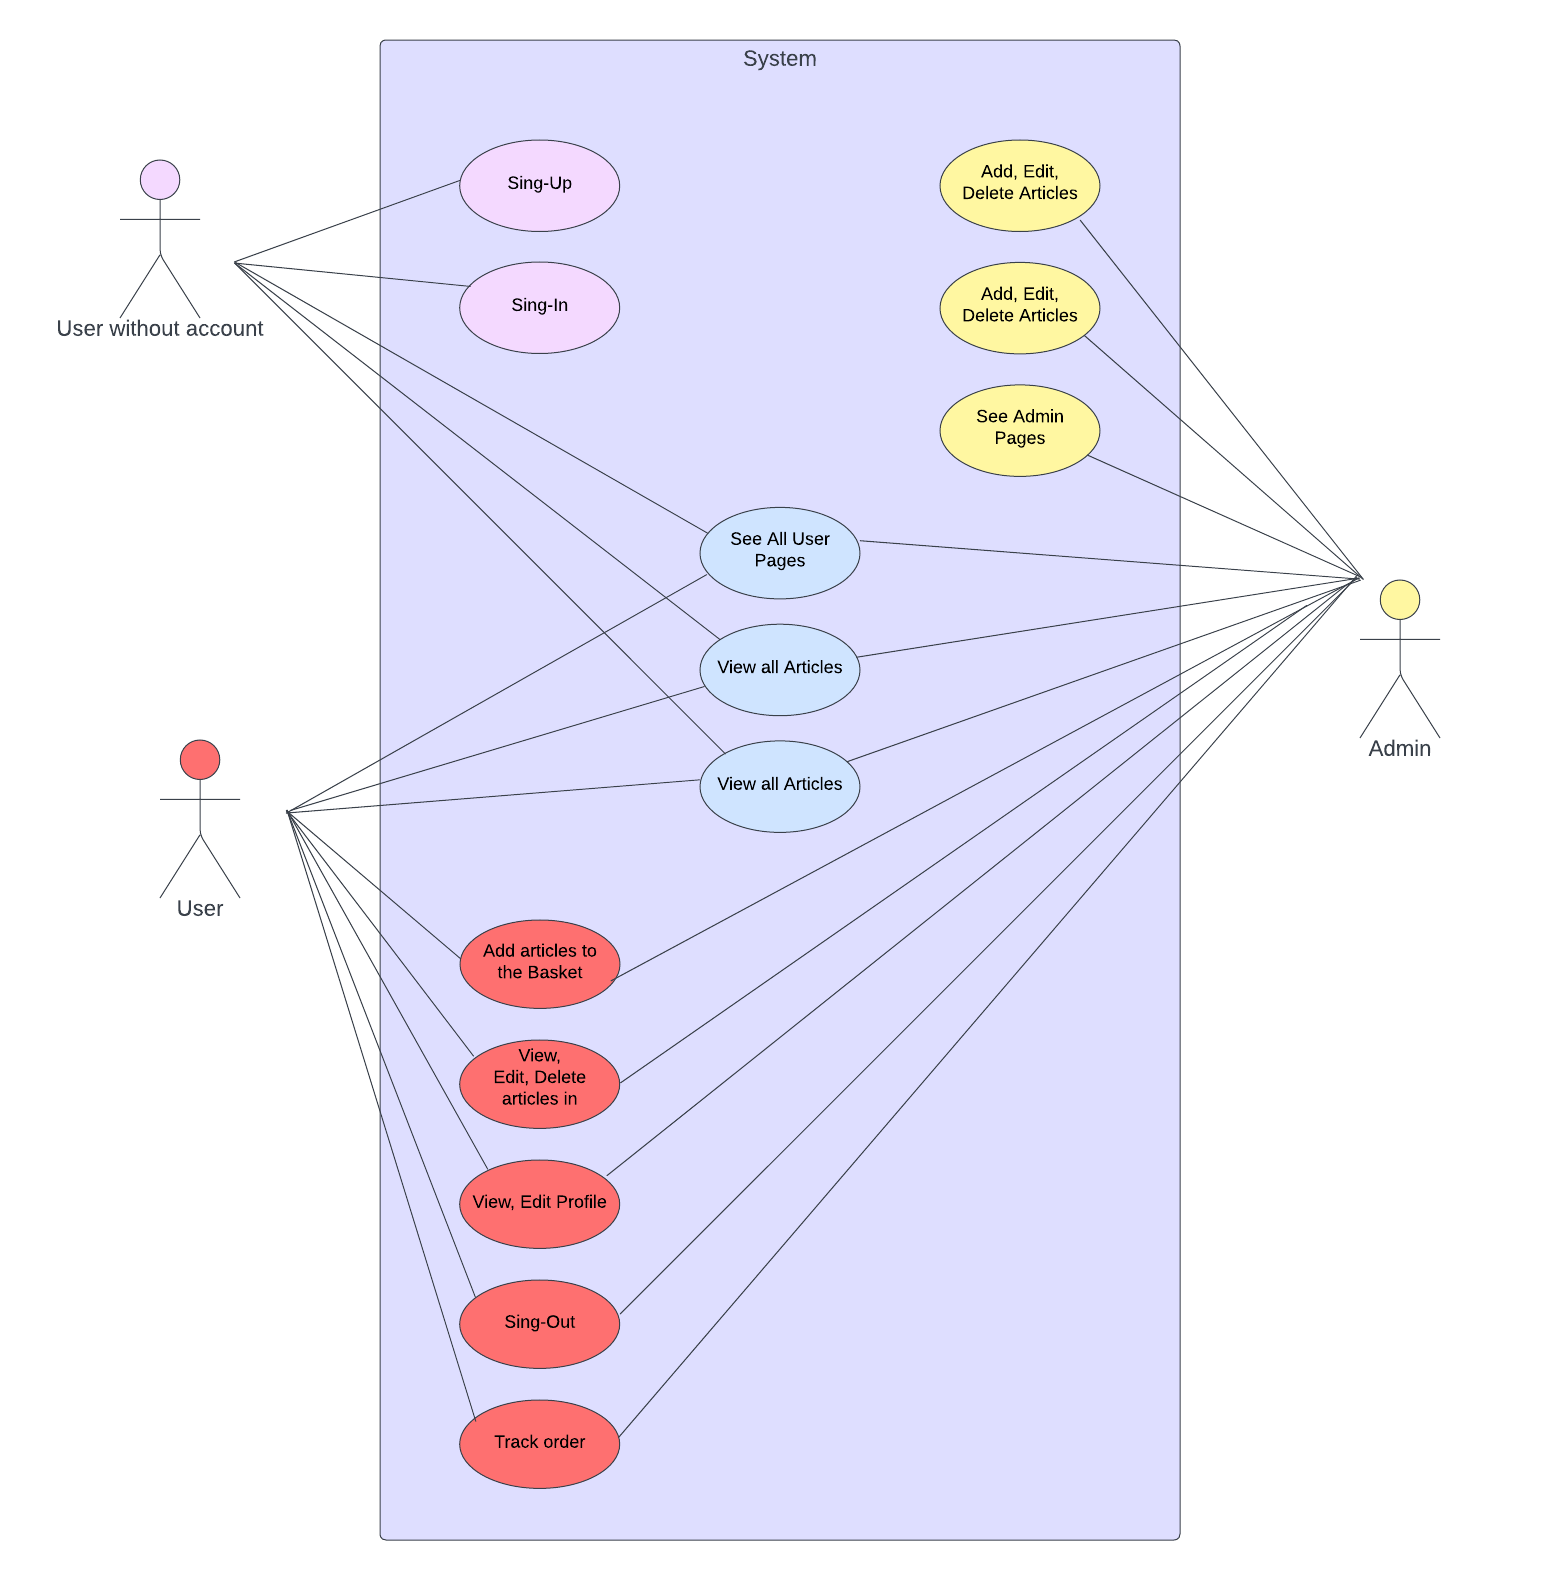 System
User without account
Sing-Up
Sing-In
Add, Edit,
Delete Articles
Add, Edit,
Delete Articles
See Admin
Pages
See All User
Pages
View all Articles
View all Articles
Admin
User
Add articles to
the Basket
View,
Edit, Delete
articles in
View, Edit Profile
Sing-Out
Track order